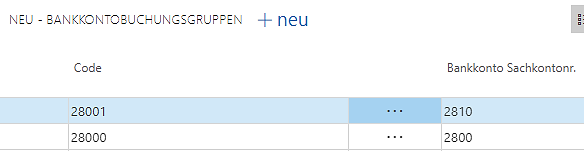 NEU - BANKKONTOBUCHUNGSGRUPPEN + neu
Code Bankkonto Sachkontonr.
28001 ... 2810
28000 ... 2800